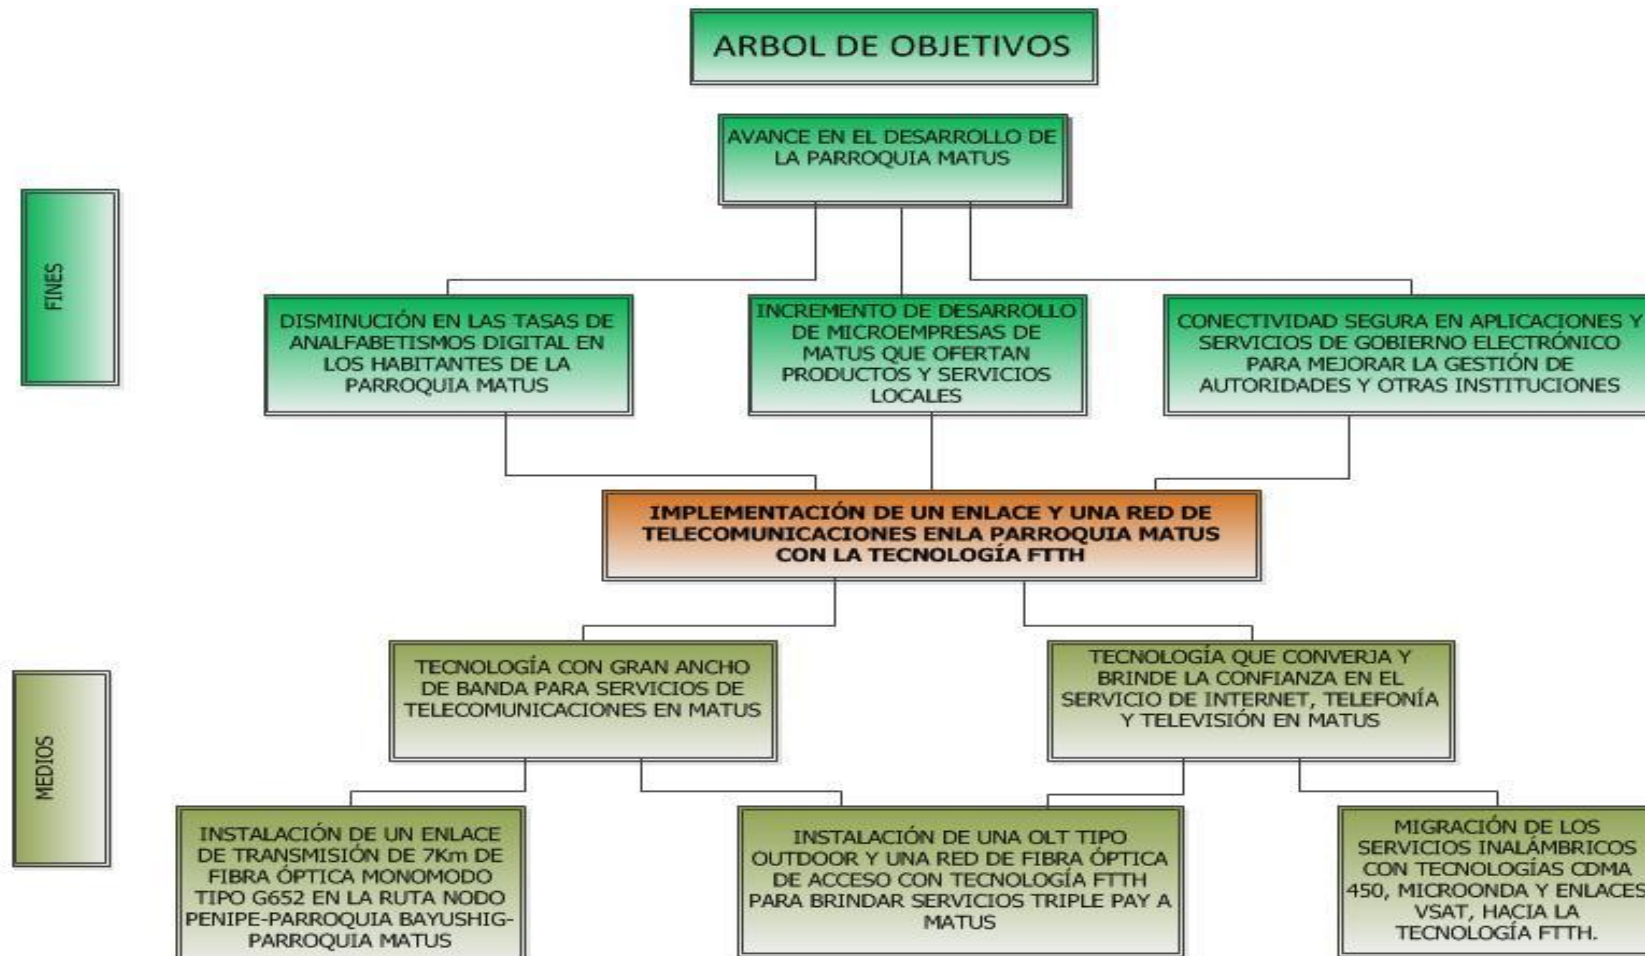 ARBOL DE OBJETIVOS
AVANCE EN EL DESARROLLO DE
LA PARROQUIA MATUS
FINES
DISMINUCIÓN EN LAS TASAS DE
ANALFABETISMOS DIGITAL EN
LOS HABITANTES DE LA
PARROQUIA MATUS
INCREMENTO DE DESARROLLO
DE MICROEMPRESAS DE
MATUS QUE OFERTAN
PRODUCTOS Y SERVICIOS
LOCALES
CONECTIVIDAD SEGURA EN APLICACIONES Y
SERVICIOS DE GOBIERNO ELECTRÓNICO
PARA MEJORAR LA GESTIÓN DE
AUTORIDADES Y OTRAS INSTITUCIONES
IMPLEMENTACIÓN DE UN ENLACE Y UNA RED DE
TELECOMUNICACIONES ENLA PARROQUIA MATUS
CON LA TECNOLOGÍA FTTH
MEDIOS
TECNOLOGÍA CON GRAN ANCHO
DE BANDA PARA SERVICIOS DE
TELECOMUNICACIONES EN MATUS
TECNOLOGÍA QUE CONVERJA Y
BRINDE LA CONFIANZA EN EL
SERVICIO DE INTERNET, TELEFONÍA
Y TELEVISIÓN EN MATUS
INSTALACIÓN DE UN ENLACE
DE TRANSMISIÓN DE 7Km DE
FIBRA ÓPTICA MONOMODO
TIPO G652 EN LA RUTA NODO
PENIPE-PARROQUIA BAYUSHIG-
PARROQUIA MATUS
INSTALACIÓN DE UNA OLT TIPO
OUTDOOR Y UNA RED DE FIBRA ÓPTICA
DE ACCESO CON TECNOLOGÍA FTTH
PARA BRINDAR SERVICIOS TRIPLE PAY A
MATUS
MIGRACIÓN DE LOS
SERVICIOS INALÁMBRICOS
CON TECNOLOGÍAS CDMA
450, MICROONDA Y ENLACES
VSAT, HACIA LA
TECNOLOGÍA FTTH.